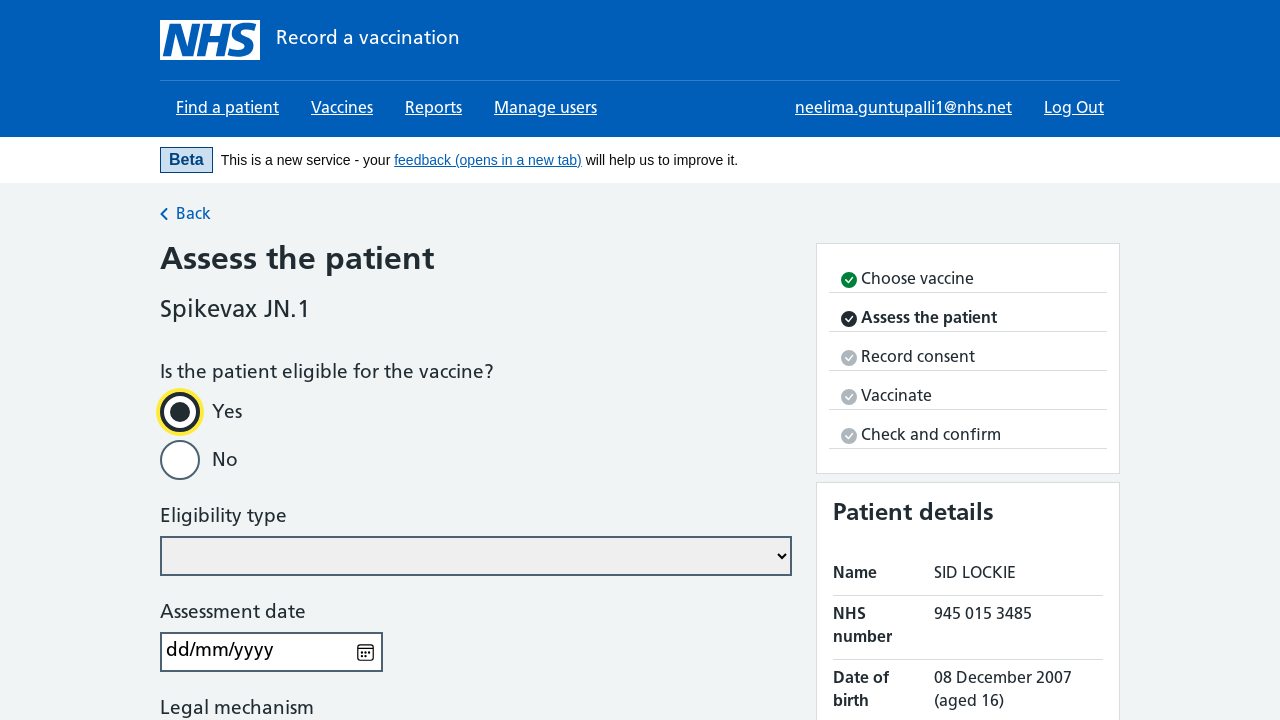 NHS Record a vaccination
Find a patient Vaccines Reports Manage users neelima.guntupalli1@nhs.net Log Out
Beta This is a new service - your feedback (opens in a new tab) will help us to improve it.
Back
Assess the patient
Spikevax JN.1
Is the patient eligible for the vaccine?
Yes
No
Eligibility type
Assessment date
dd/mm/yyyy
Legal mechanism
Choose vaccine
Assess the patient
Record consent
Vaccinate
Check and confirm
Patient details
Name SID LOCKIE
NHS number 945 015 3485
Date of birth 08 December 2007 (aged 16)